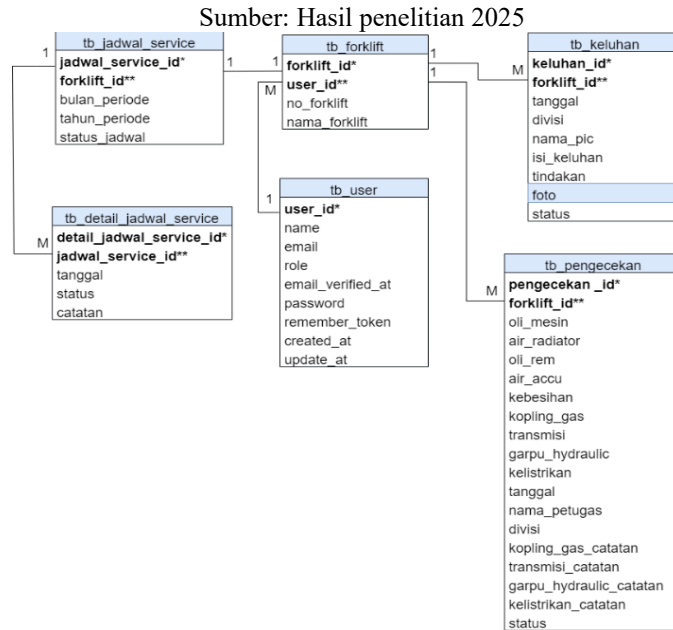 Sumber: Hasil penelitian 2025
tb_jadwal_service
jadwal_service_id*
forklift_id**
bulan_periode
tahun_periode
status_jadwal
1
1
tb_forklift
forklift_id*
user_id**
no_forklift
nama_forklift
1
M
1
1
tb_keluhan
keluhan_id*
forklift_id**
tanggal
divisi
nama_pic
isi_keluhan
tindakan
foto
status
M
tb_detail_jadwal_service
detail_jadwal_service_id*
jadwal_service_id**
tanggal
status
catatan
M
tb_user
user_id*
name
email
role
email_verified_at
password
remember_token
created_at
update_at
1
tb_pengecekan
pengecekan _id*
forklift_id**
oli_mesin
air_radiator
oli_rem
air_accu
kebesihan
kopling_gas
transmisi
garpu_hydraulic
kelistrikan
tanggal
nama_petugas
divisi
kopling_gas_catatan
transmisi_catatan
garpu_hydraulic_catatan
kelistrikan_catatan
status
M